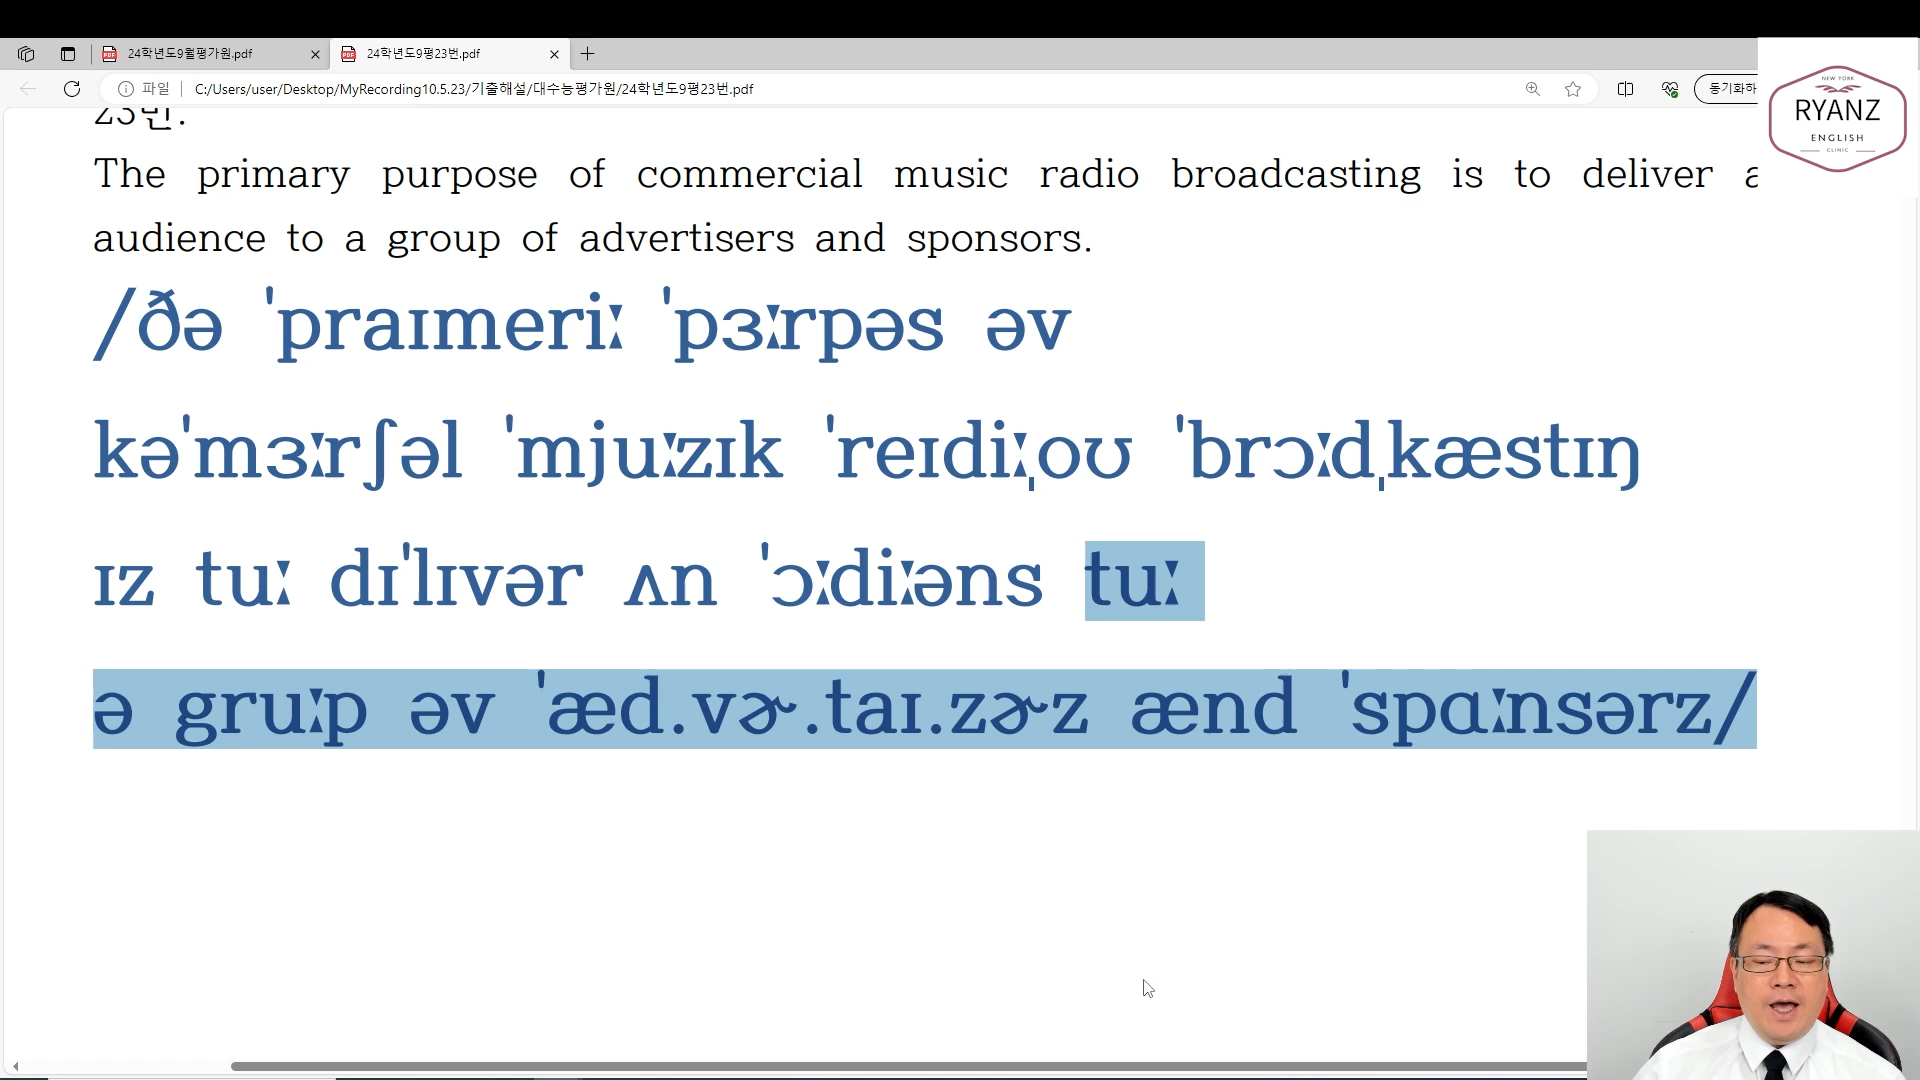 24학년도9월평가원.pdf
24학년도9평23번.pdf
파일
C:/Users/user/Desktop/MyRecording10.5.23/기출해설/대수능평가원/24학년도9평23번.pdf
동기화하
NEW YORK
RYANZ
ENGLISH
CLINIC
23번.
The primary purpose of commercial music radio broadcasting is to deliver a
audience to a group of advertisers and sponsors.
/ðə ˈpraɪmeriː ˈpɜːrpəs əv
kəˈmɜːrʃəl ˈmjuːzɪk ˈreɪdiːˌoʊ ˈbrɔːdˌkæstɪŋ
ɪz tuː dɪˈlɪvər ʌn ˈɔːdiːəns tuː
ə gruːp əv ˈæd.vɚ.taɪ.zɚz ænd ˈspɑːnsərz/